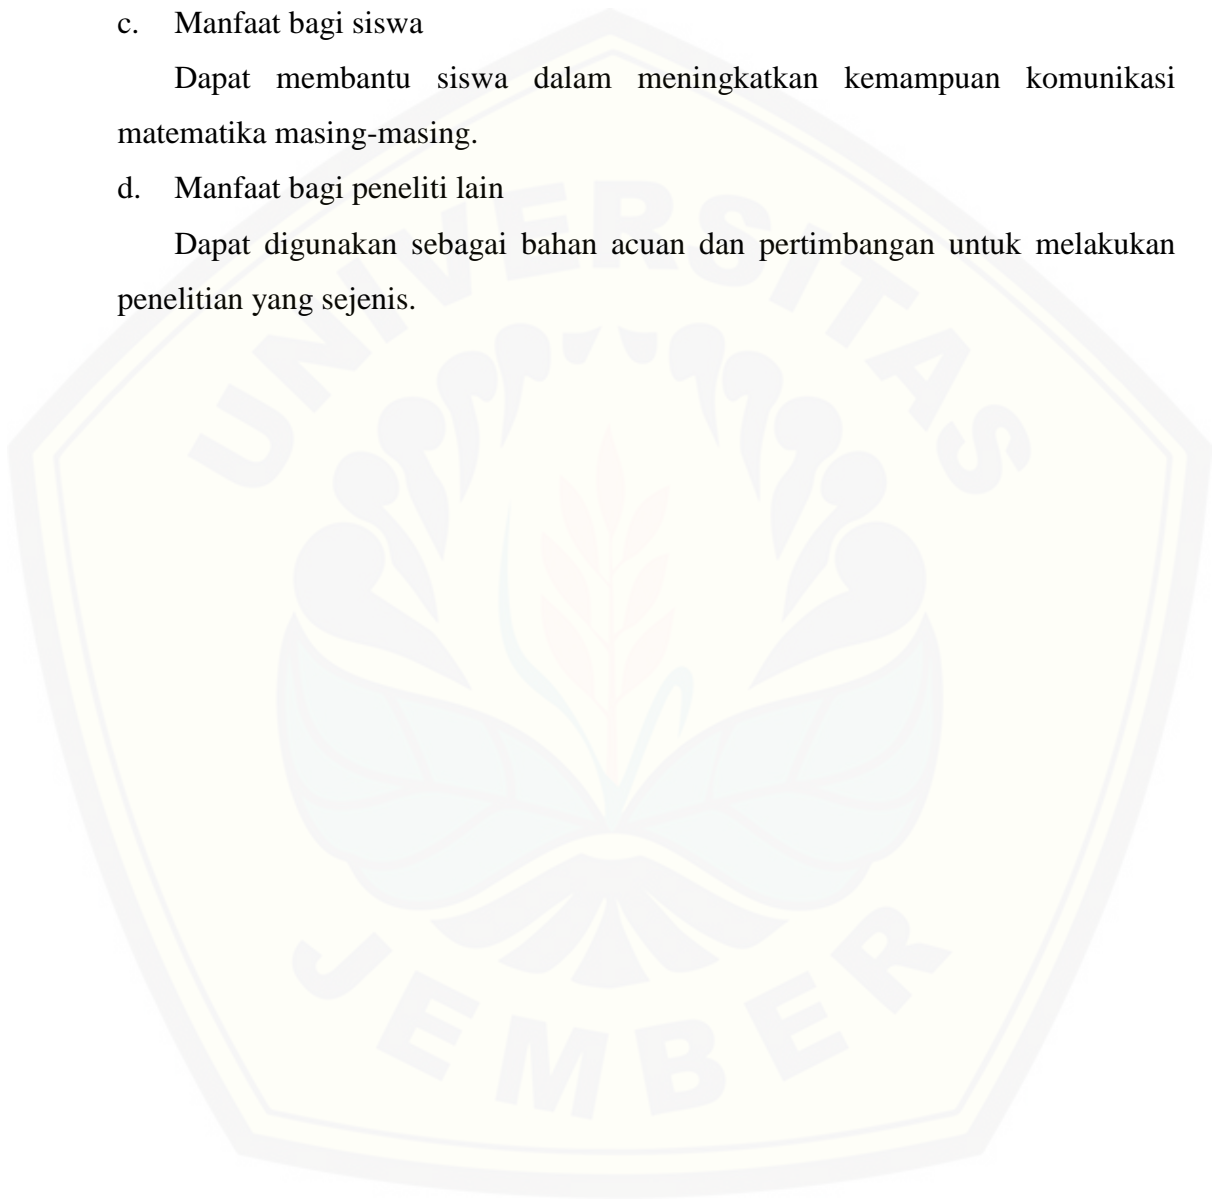 c. Manfaat bagi siswa
Dapat membantu siswa dalam meningkatkan kemampuan komunikasi
matematika masing-masing.
d. Manfaat bagi peneliti lain
Dapat digunakan sebagai bahan acuan dan pertimbangan untuk melakukan
penelitian yang sejenis.
UNIVERSITAS
JEMBER